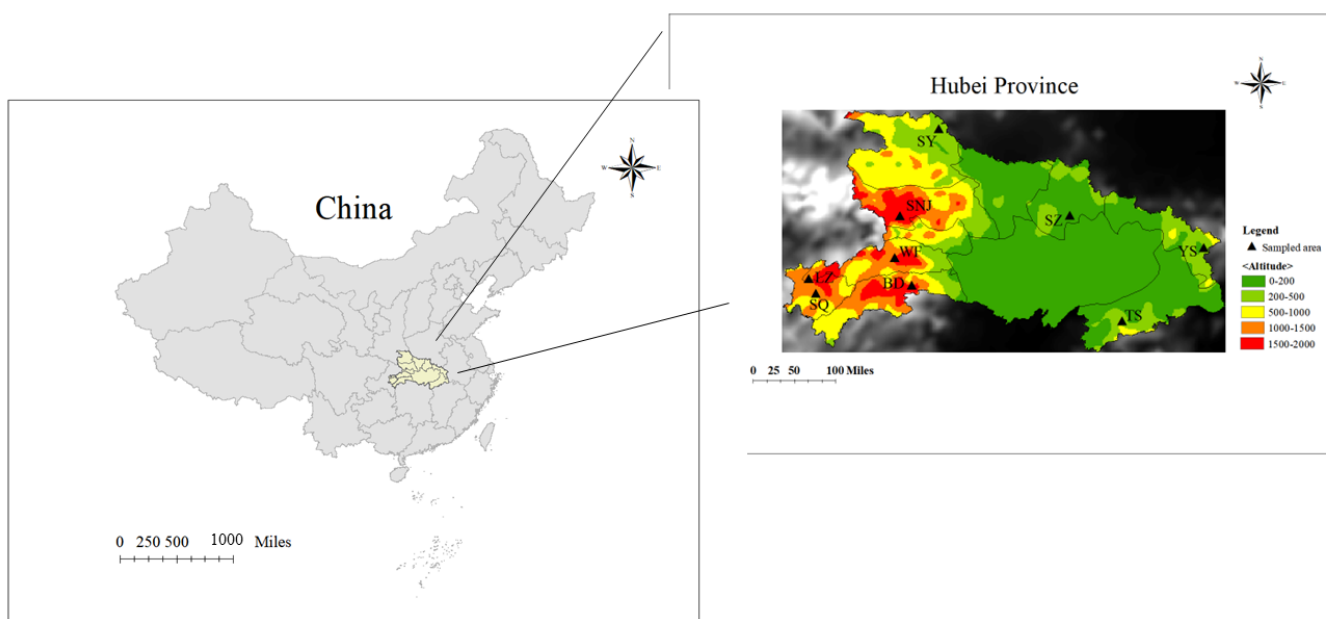 Hubei Province
N
W
E
S
SY
SNJ
SZ
WF
YS
LZ
BD
SQ
TS
Legend
Sampled area
<Altitude>
0-200
200-500
500-1000
1000-1500
1500-2000
0 25 50 100 Miles
N
W
E
S
China
0 250 500 1000 Miles